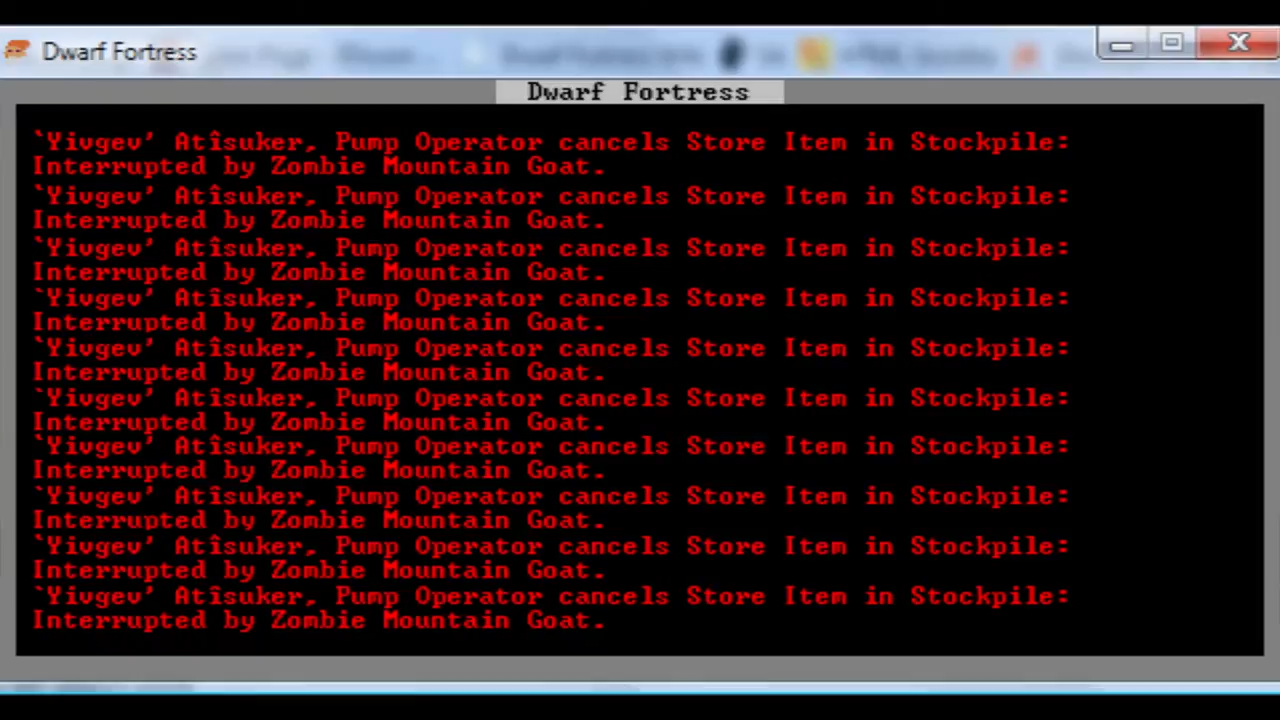 Dwarf Fortress
Dwarf Fortress
`Yivgev’ Atîsuker, Pump Operator cancels Store Item in Stockpile:
Interrupted by Zombie Mountain Goat.
`Yivgev’ Atîsuker, Pump Operator cancels Store Item in Stockpile:
Interrupted by Zombie Mountain Goat.
`Yivgev’ Atîsuker, Pump Operator cancels Store Item in Stockpile:
Interrupted by Zombie Mountain Goat.
`Yivgev’ Atîsuker, Pump Operator cancels Store Item in Stockpile:
Interrupted by Zombie Mountain Goat.
`Yivgev’ Atîsuker, Pump Operator cancels Store Item in Stockpile:
Interrupted by Zombie Mountain Goat.
`Yivgev’ Atîsuker, Pump Operator cancels Store Item in Stockpile:
Interrupted by Zombie Mountain Goat.
`Yivgev’ Atîsuker, Pump Operator cancels Store Item in Stockpile:
Interrupted by Zombie Mountain Goat.
`Yivgev’ Atîsuker, Pump Operator cancels Store Item in Stockpile:
Interrupted by Zombie Mountain Goat.
`Yivgev’ Atîsuker, Pump Operator cancels Store Item in Stockpile:
Interrupted by Zombie Mountain Goat.
`Yivgev’ Atîsuker, Pump Operator cancels Store Item in Stockpile:
Interrupted by Zombie Mountain Goat.